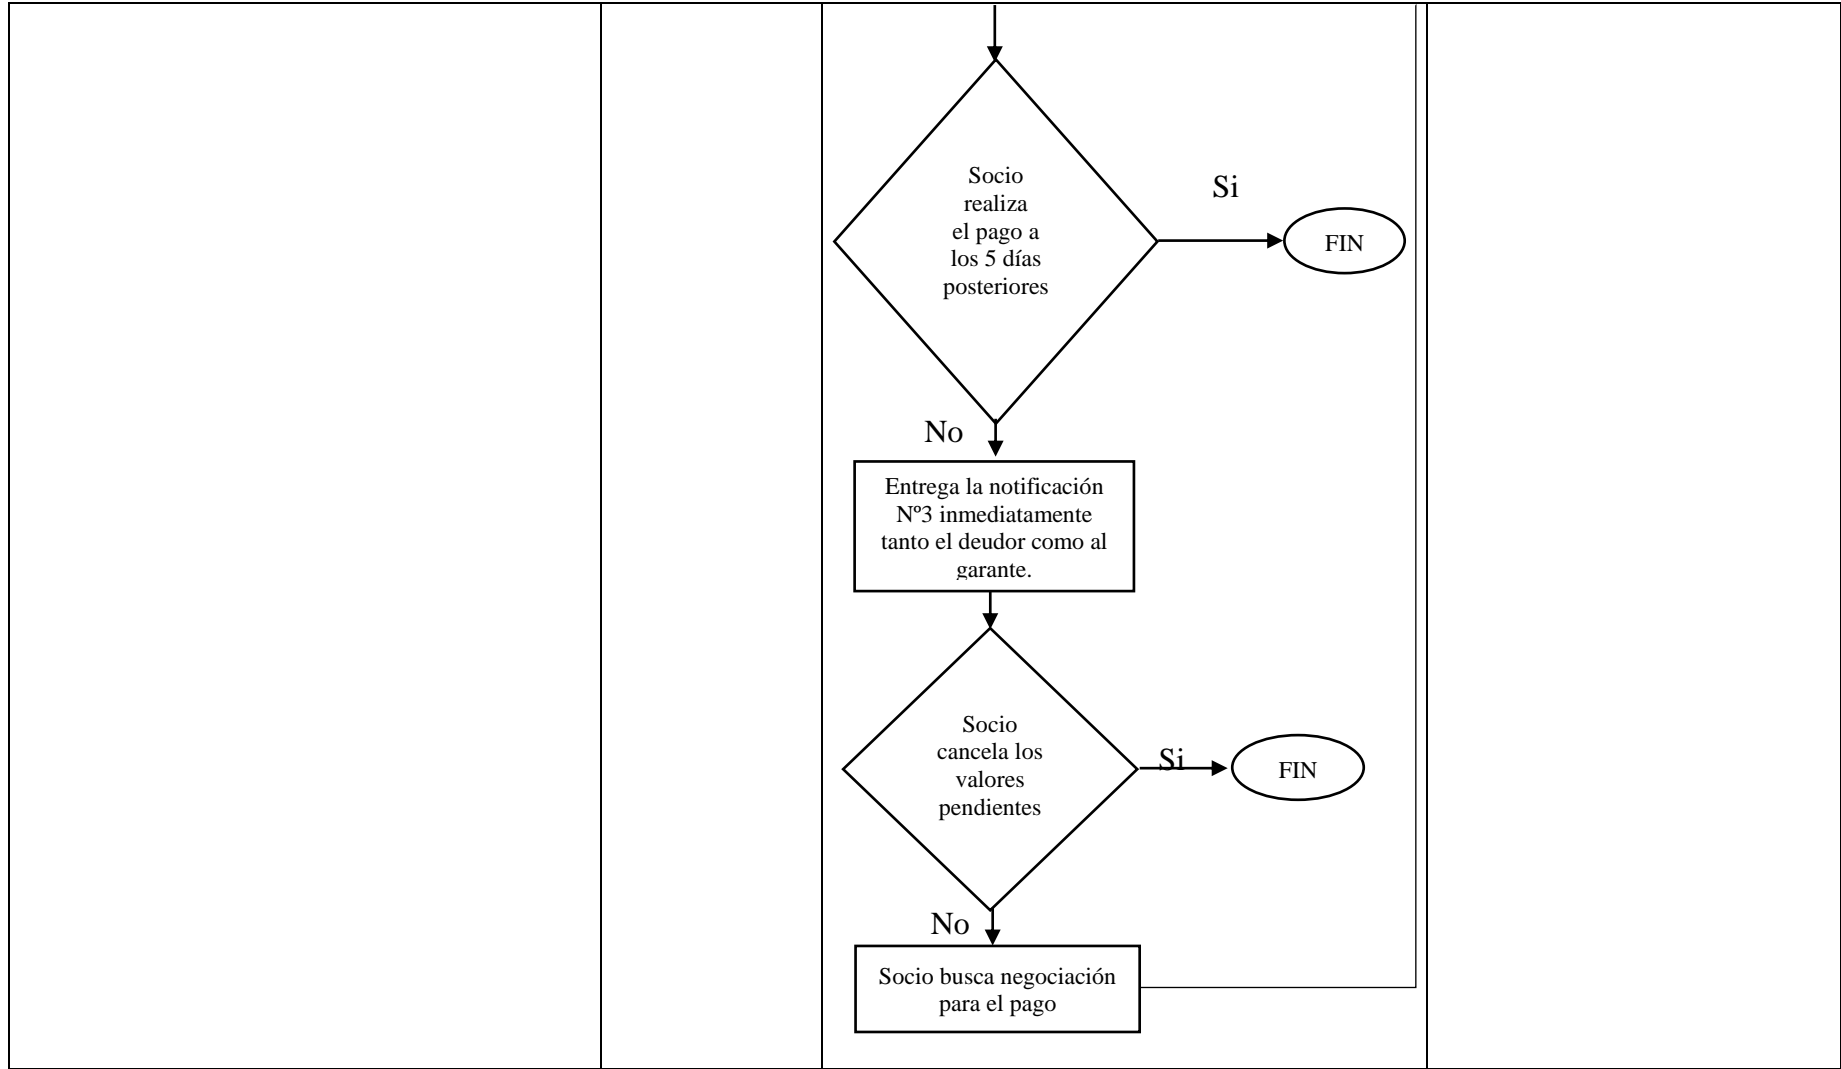 Socio
realiza
el pago a
los 5 días
posteriores
Si
FIN
No
Entrega la notificación
Nº3 inmediatamente
tanto el deudor como al
garante.
Socio
cancela los
valores
pendientes
Si
FIN
No
Socio busca negociación
para el pago